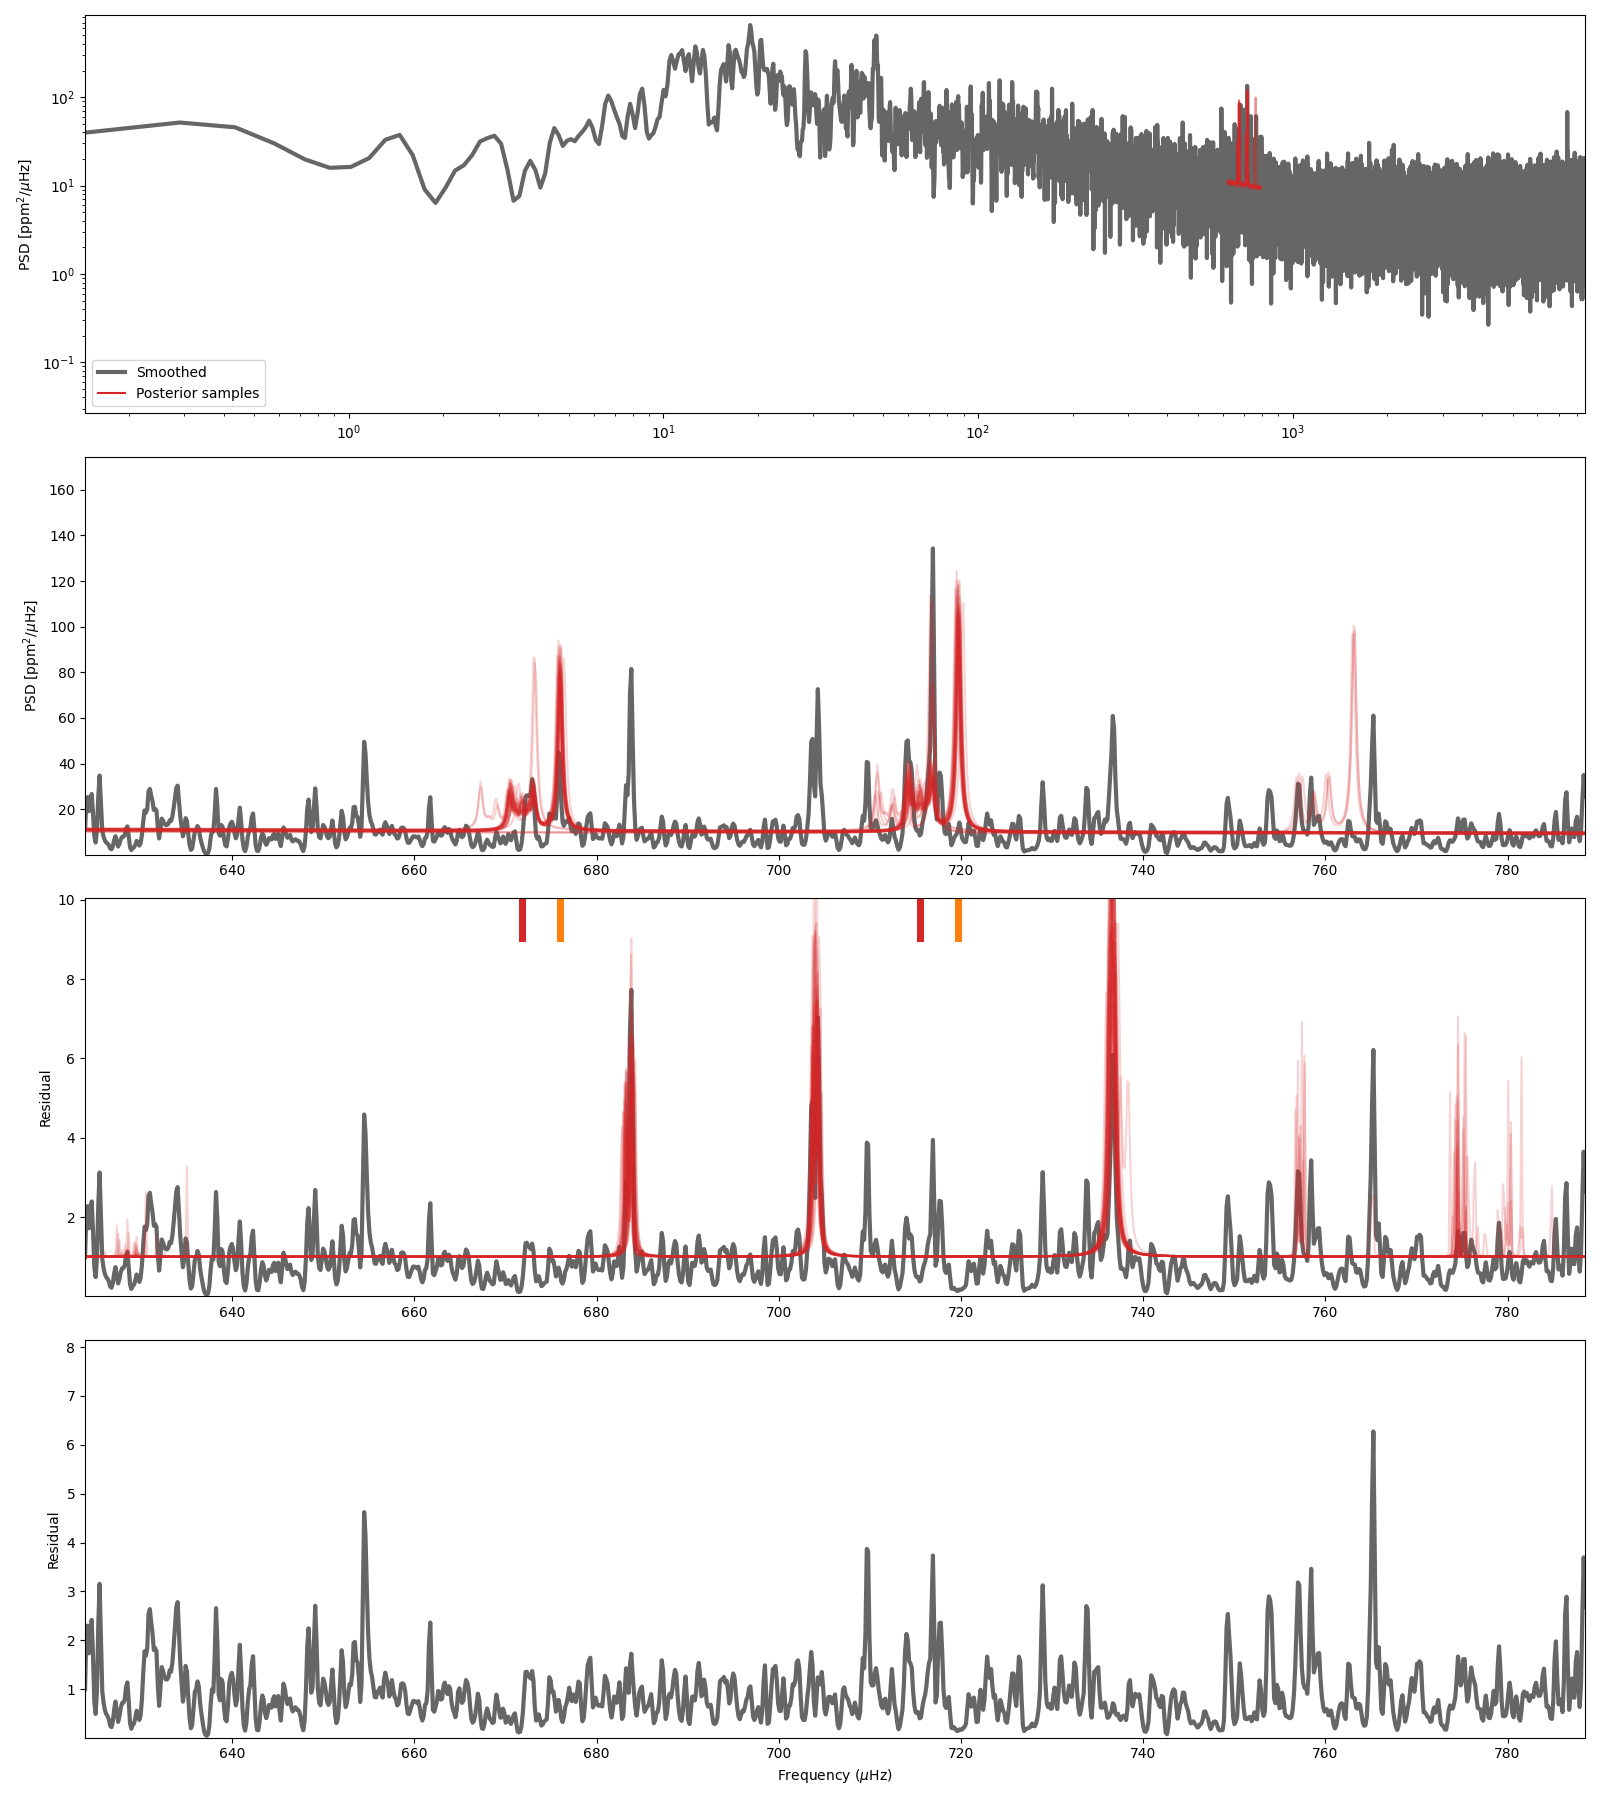 PSD [ppm²/μHz]
10²
10¹
10⁰
10⁻¹
Smoothed
Posterior samples
10⁰ 10¹ 10² 10³
PSD [ppm²/μHz]
160
140
120
100
80
60
40
20
640 660 680 700 720 740 760 780
Residual
10
8
6
4
2
640 660 680 700 720 740 760 780
Residual
8
7
6
5
4
3
2
1
640 660 680 700 720 740 760 780
Frequency (μHz)